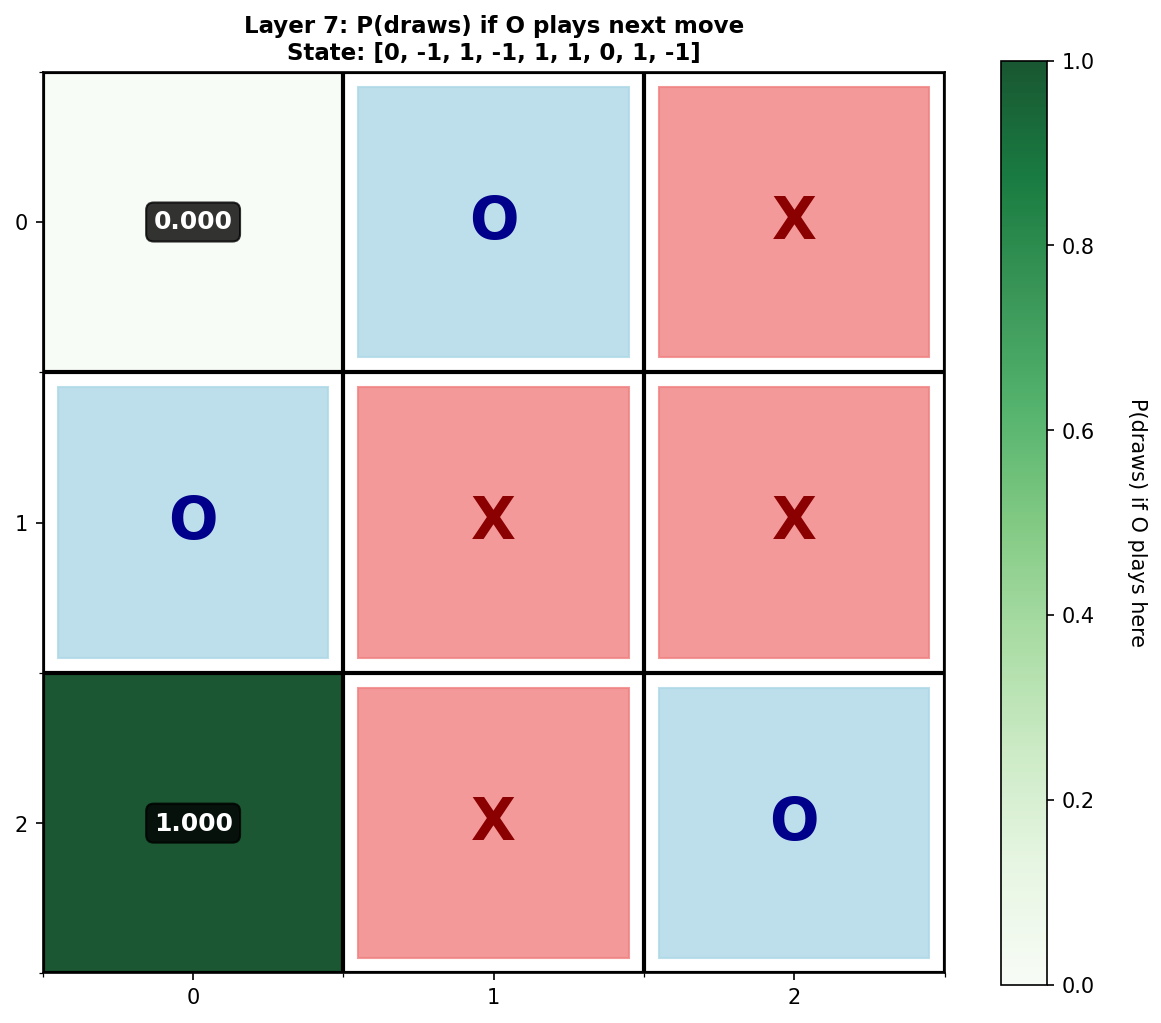 Layer 7: P(draws) if O plays next move
State: [0, -1, 1, -1, 1, 1, 0, 1, -1]
0
0.000
O
X
1
O
X
X
2
1.000
X
O
0
1
2
1.0
0.8
0.6
0.4
0.2
0.0
P(draws) if O plays here